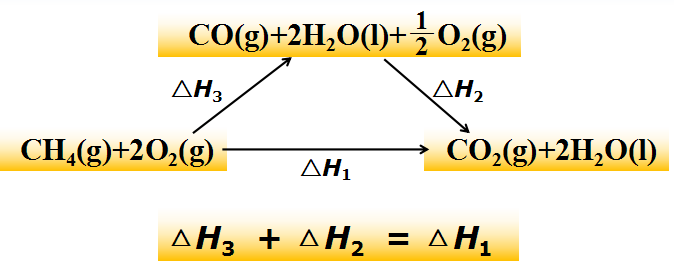 CO(g)+2H₂O(l)+½O₂(g)
△H₃
△H₂
CH₄(g)+2O₂(g)
CO₂(g)+2H₂O(l)
△H₁
△H₃ + △H₂ = △H₁